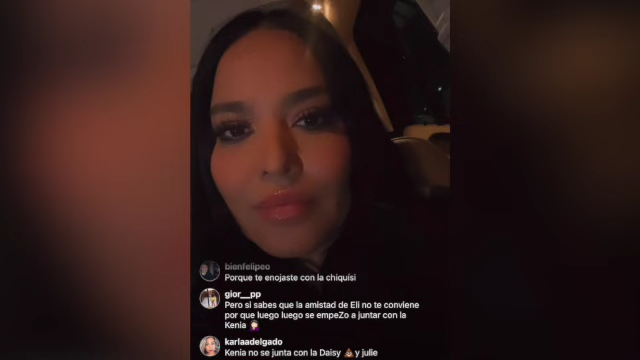 bienfelipeo
Porque te enojaste con la chiquísi
gior__pp
Pero si sabes que la amistad de Eli no te conviene
por que luego luego se empeZo a juntar con la
Kenia 🤦🏻‍♀️
karlaadelgado
Kenia no se junta con la Daisy 💩 y julie